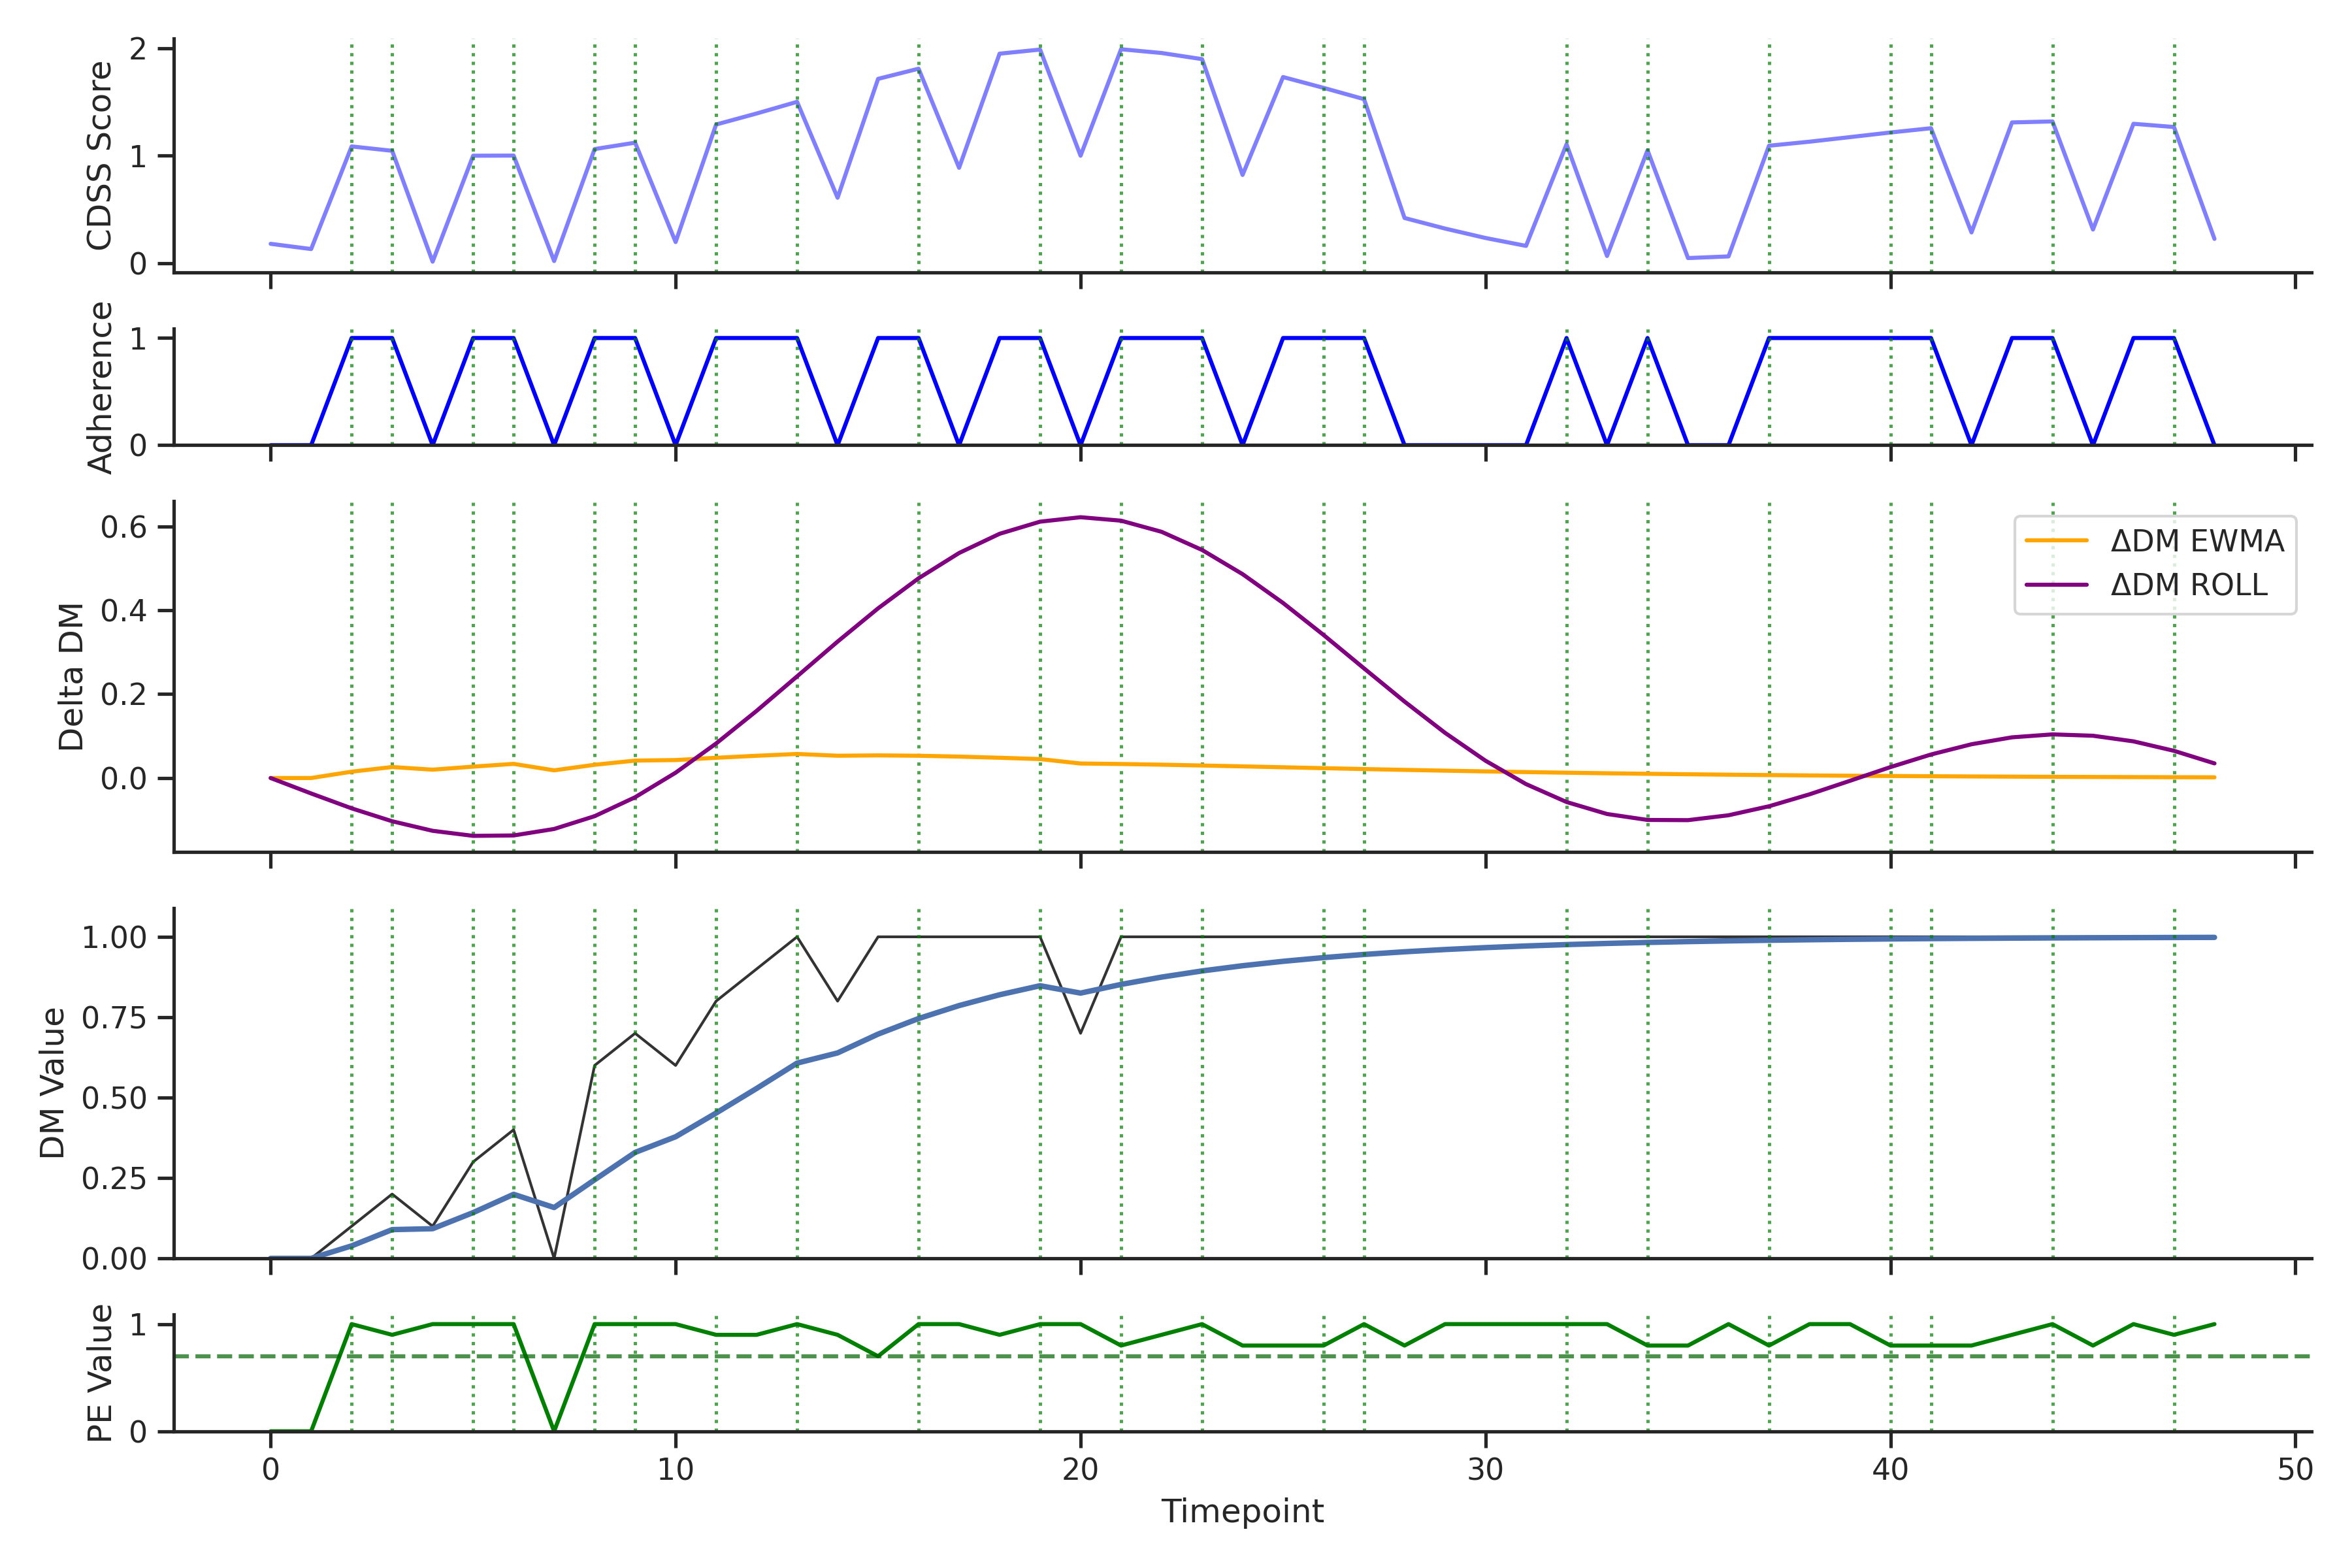 CDSS Score
2
1
0
Adherence
1
0
Delta DM
0.6
0.4
0.2
0.0
ΔDM EWMA
ΔDM ROLL
DM Value
1.00
0.75
0.50
0.25
0.00
PE Value
1
0
0 10 20 30 40 50
Timepoint